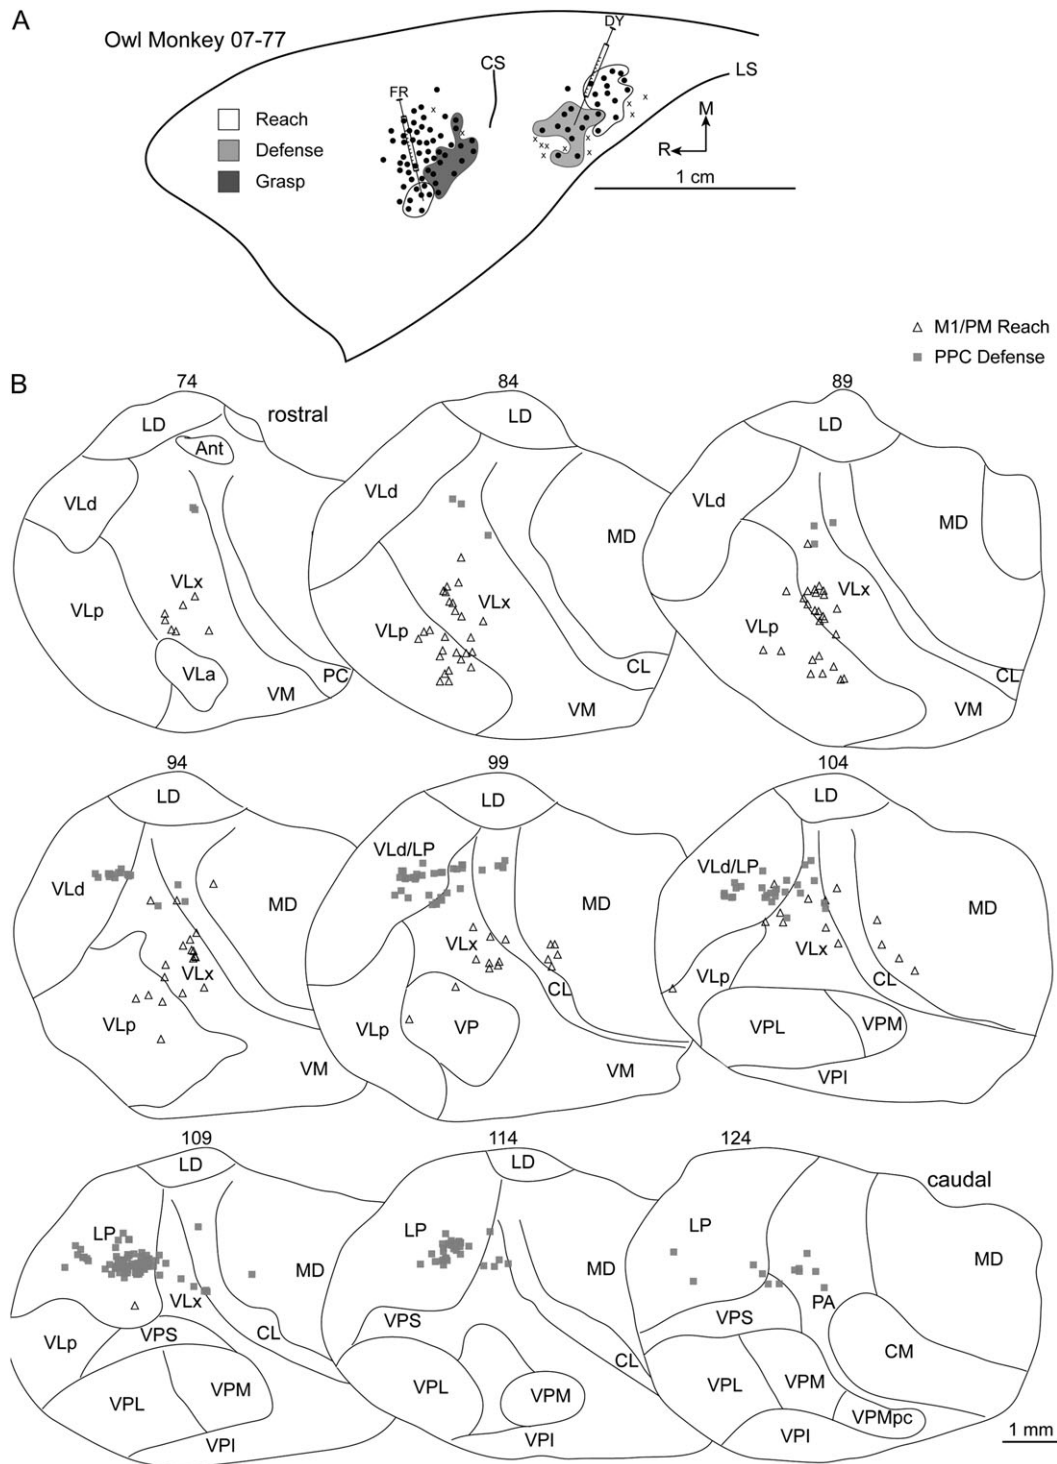 A
Owl Monkey 07-77
DY
CS
LS
FR
Reach
Defense
Grasp
M
R
1 cm
x
x
x
x
x
x
x
x
x
x
x
x
M1/PM Reach
PPC Defense
B
74
rostral
LD
Ant
VLd
VLx
VLp
VLa
PC
VM
84
LD
VLd
MD
VLx
VLp
CL
VM
89
LD
VLd
MD
VLx
VLp
CL
VM
94
LD
VLd
MD
VLx
VLp
VM
99
LD
VLd/LP
MD
VLx
CL
VLp
VP
VM
104
LD
VLd/LP
MD
VLx
VLp
CL
VPL
VPM
VPI
109
LD
LP
MD
VLx
VLp
VPS
CL
VPL
VPM
VPI
114
LD
LP
MD
VPS
CL
VPL
VPM
VPI
124
caudal
LP
MD
PA
VPS
CM
VPL
VPM
VPMpc
VPI
1 mm